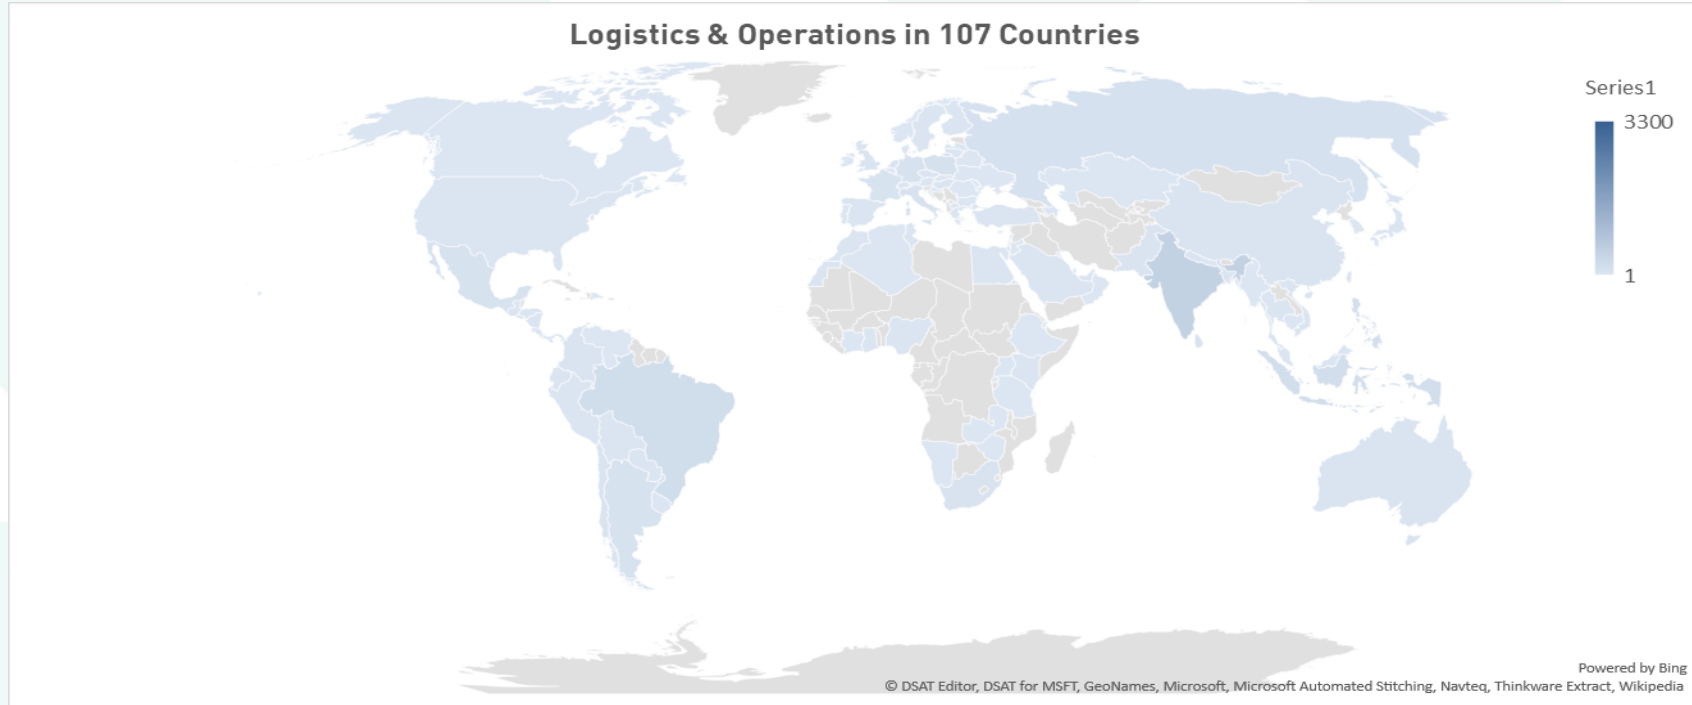 Logistics & Operations in 107 Countries
Series1
3300
1
Powered by Bing
© DSAT Editor, DSAT for MSFT, GeoNames, Microsoft, Microsoft Automated Stitching, Navteq, Thinkware Extract, Wikipedia